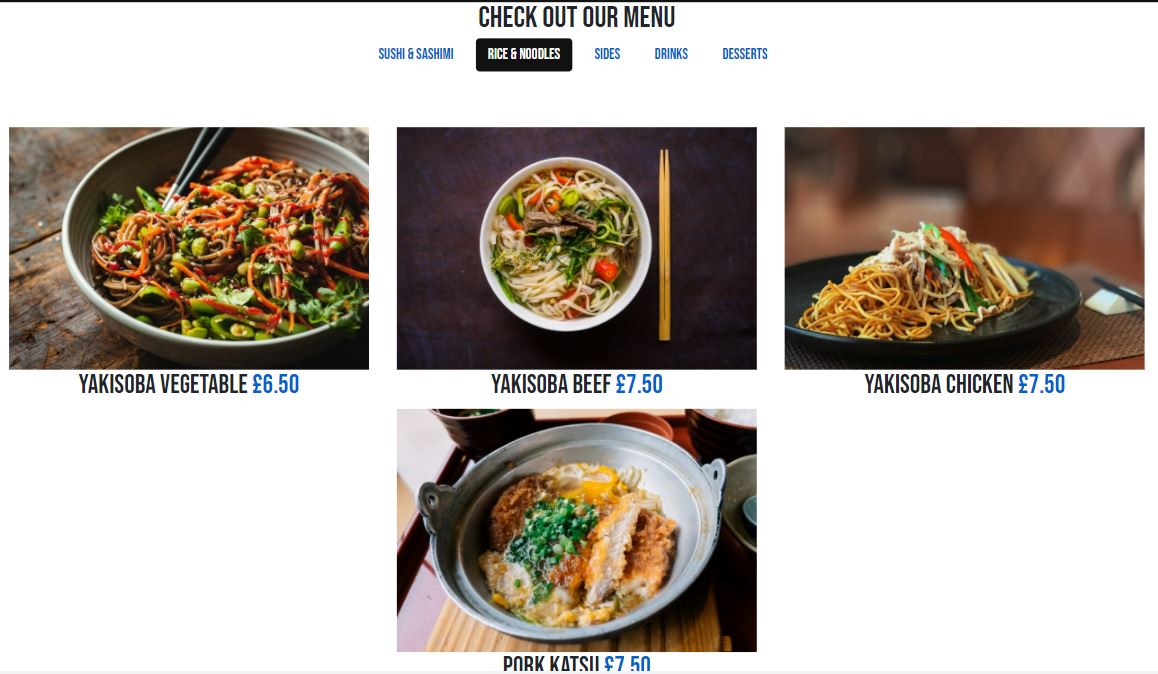 CHECK OUT OUR MENU
SUSHI & SASHIMI RICE & NOODLES SIDES DRINKS DESSERTS
YAKISOBA VEGETABLE £6.50
YAKISOBA BEEF £7.50
YAKISOBA CHICKEN £7.50
PORK KATSU £7.50